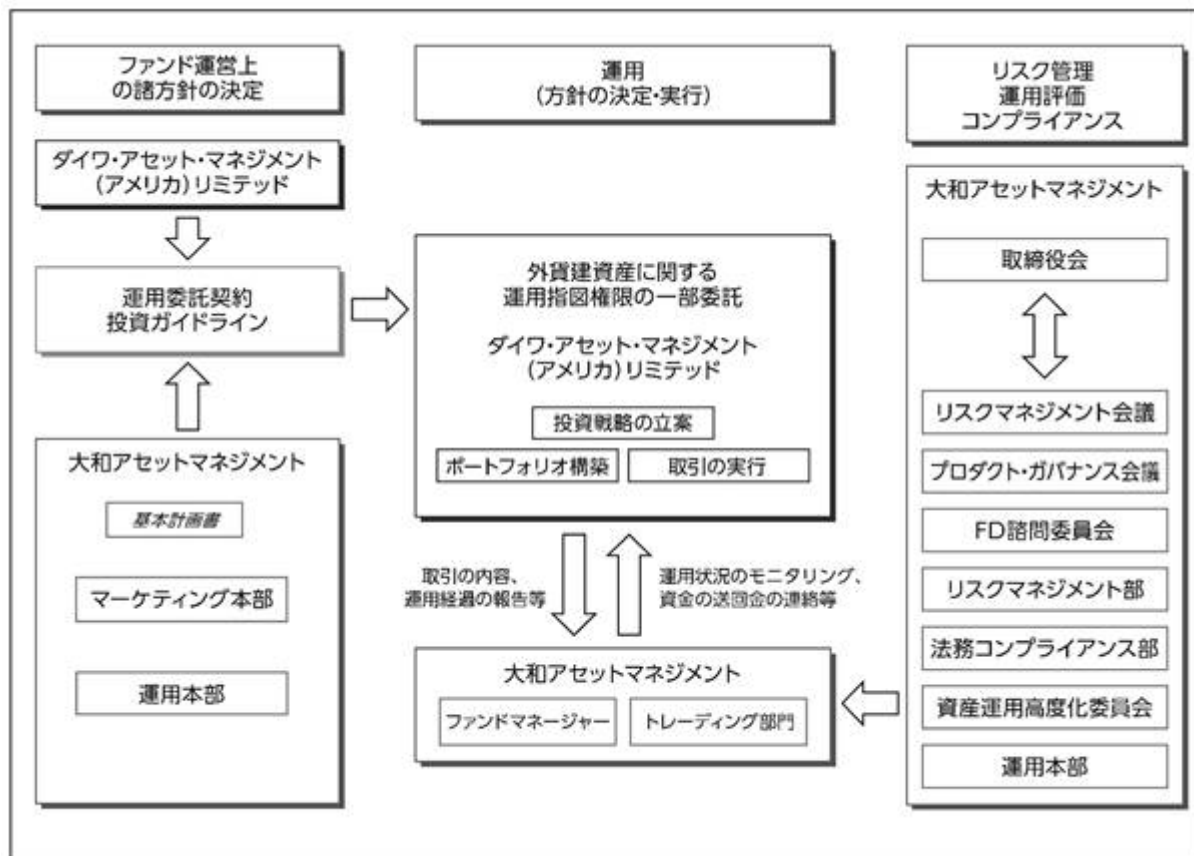 ファンド運営上
の諸方針の決定
ダイワ・アセット・マネジメント
(アメリカ)リミテッド
運用委託契約
投資ガイドライン
大和アセットマネジメント
基本計画書
マーケティング本部
運用本部
運用
(方針の決定・実行)
外貨建資産に関する
運用指図権限の一部委託
ダイワ・アセット・マネジメント
(アメリカ)リミテッド
投資戦略の立案
ポートフォリオ構築
取引の実行
取引の内容、
運用経過の報告等
運用状況のモニタリング、
資金の送回金の連絡等
大和アセットマネジメント
ファンドマネージャー
トレーディング部門
リスク管理
運用評価
コンプライアンス
大和アセットマネジメント
取締役会
リスクマネジメント会議
プロダクト・ガバナンス会議
FD諮問委員会
リスクマネジメント部
法務コンプライアンス部
資産運用高度化委員会
運用本部